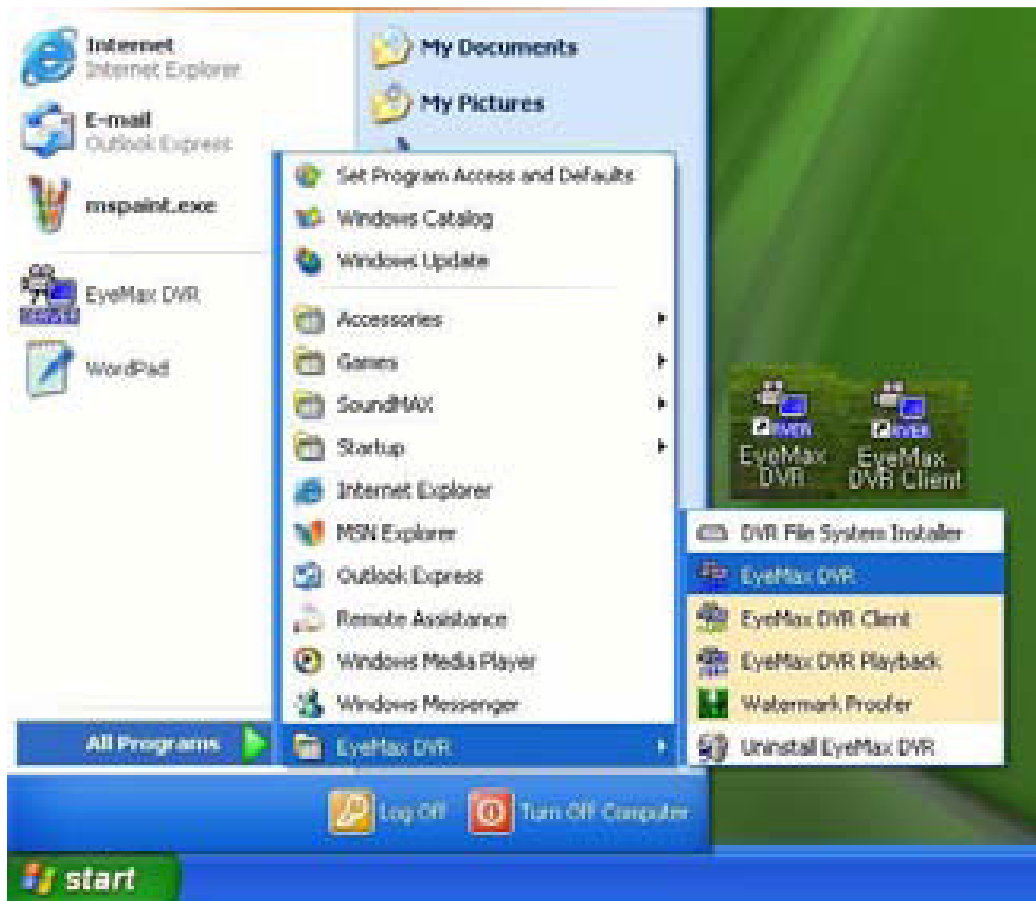 Internet
Internet Explorer
E-mail
Outlook Express
mspaint.exe
SERVER
EyeMax DVR
WordPad
All Programs
My Documents
My Pictures
Set Program Access and Defaults
Windows Catalog
Windows Update
Accessories
Games
SoundMAX
Startup
Internet Explorer
MSN Explorer
Outlook Express
Remote Assistance
Windows Media Player
Windows Messenger
EyeMax DVR
EyeMax
DVR
EyeMax
DVR Client
DVR File System Installer
EyeMax DVR
EyeMax DVR Client
EyeMax DVR Playback
Watermark Proofer
Uninstall EyeMax DVR
Log Off
Turn Off Computer
start